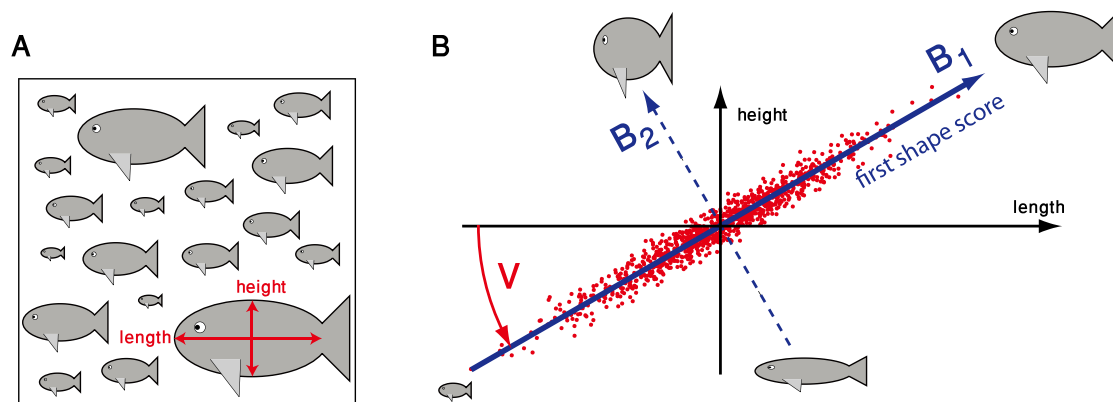 A
height
length
B
B1
first shape score
B2
height
length
V